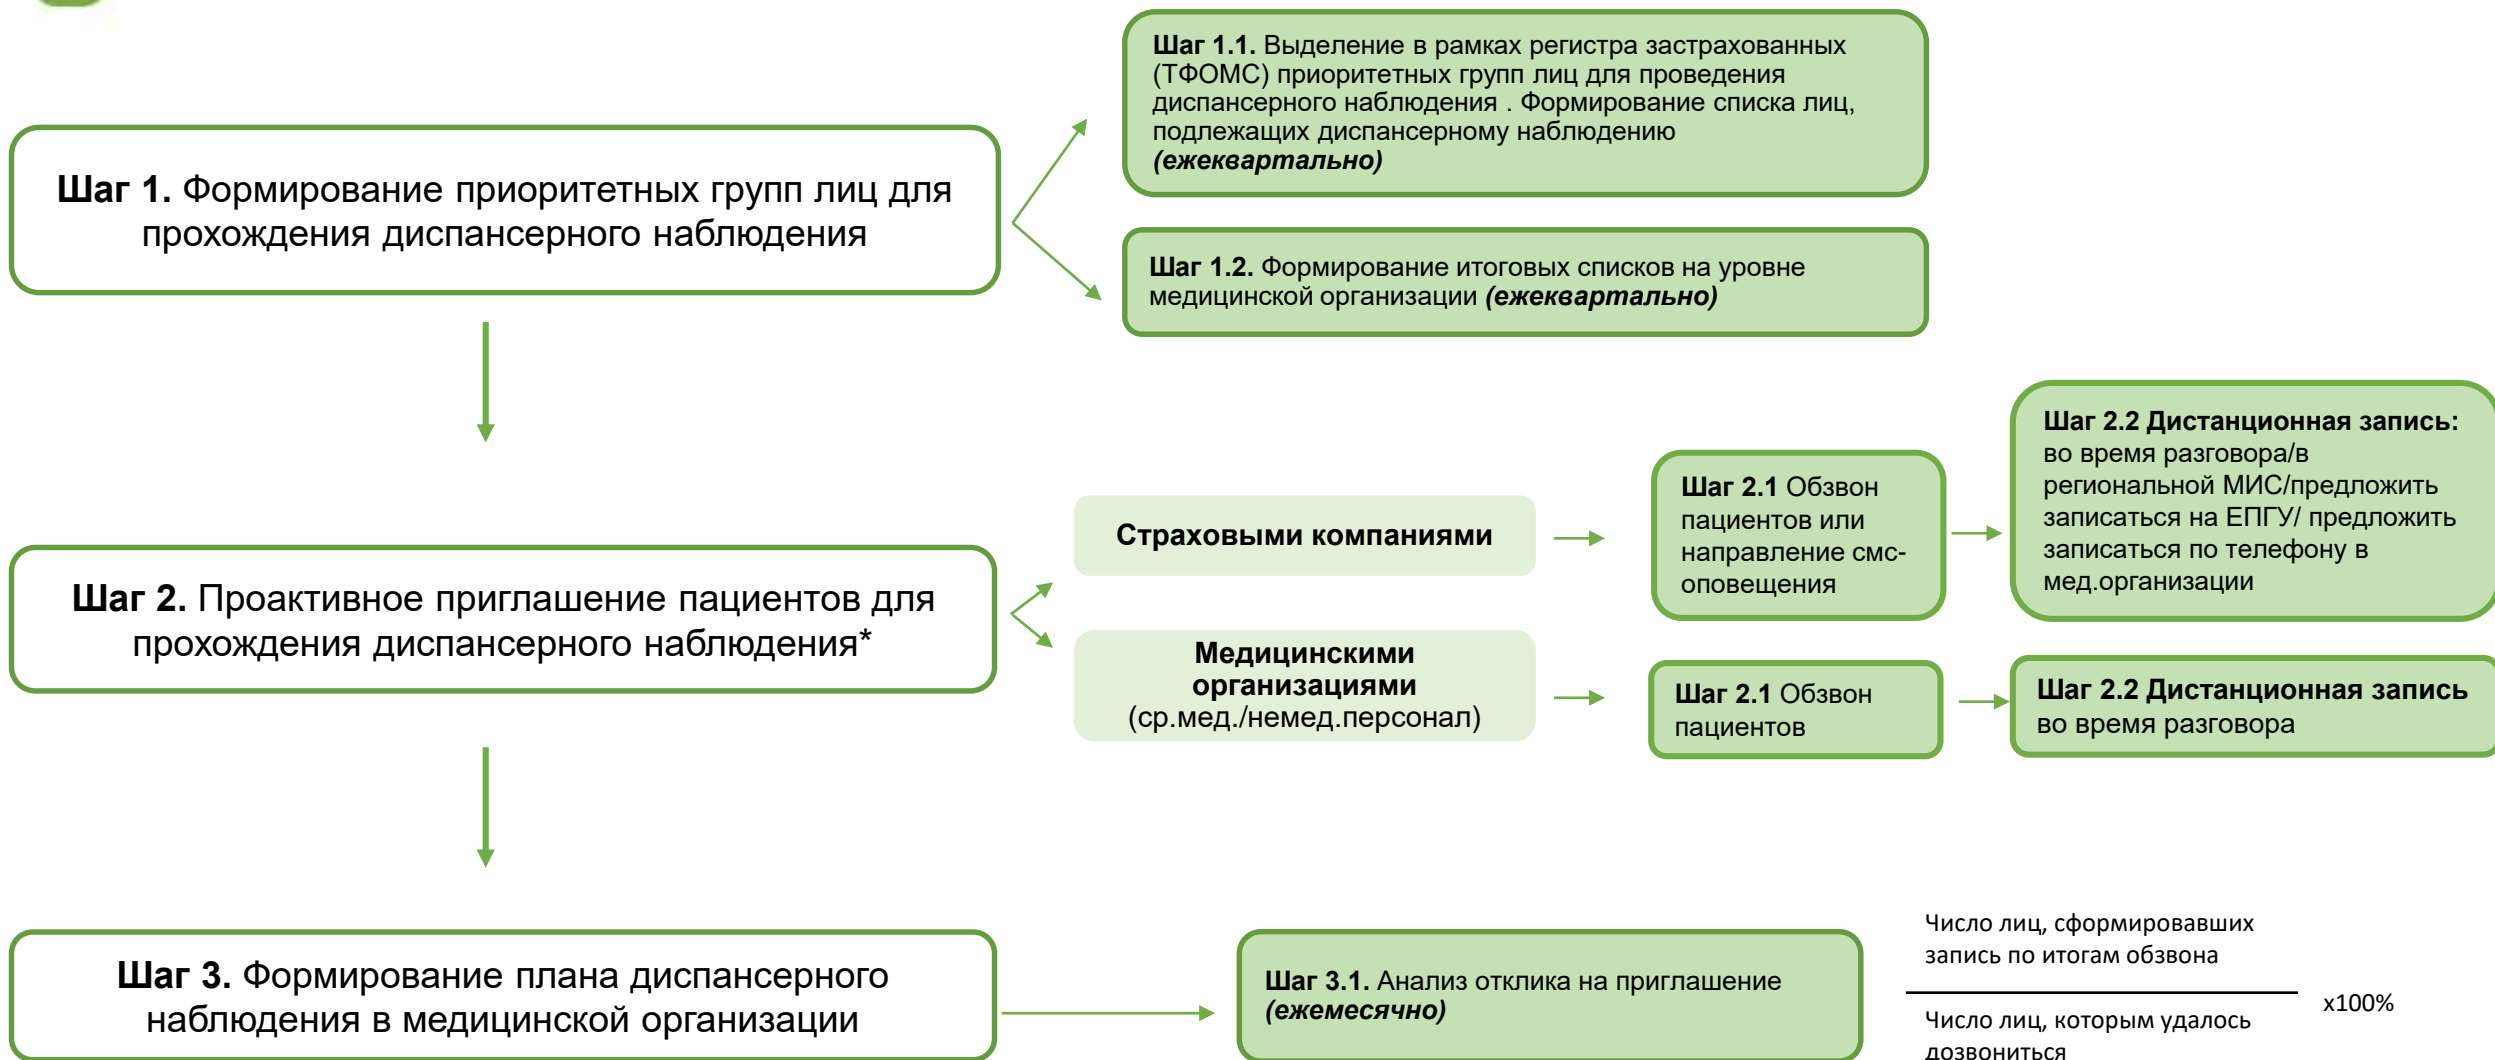 Шаг 1.1. Выделение в рамках регистра застрахованных
(ТФОМС) приоритетных групп лиц для проведения
диспансерного наблюдения . Формирование списка лиц,
подлежащих диспансерному наблюдению
(ежеквартально)
Шаг 1. Формирование приоритетных групп лиц для
прохождения диспансерного наблюдения
Шаг 1.2. Формирование итоговых списков на уровне
медицинской организации (ежеквартально)
Шаг 2. Проактивное приглашение пациентов для
прохождения диспансерного наблюдения*
Страховыми компаниями
Шаг 2.1 Обзвон
пациентов или
направление смс-
оповещения
Шаг 2.2 Дистанционная запись:
во время разговора/в
региональной МИС/предложить
записаться на ЕПГУ/ предложить
записаться по телефону в
мед.организации
Медицинскими
организациями
(ср.мед./немед.персонал)
Шаг 2.1 Обзвон
пациентов
Шаг 2.2 Дистанционная запись
во время разговора
Шаг 3. Формирование плана диспансерного
наблюдения в медицинской организации
Шаг 3.1. Анализ отклика на приглашение
(ежемесячно)
Число лиц, сформировавших
запись по итогам обзвона
х100%
Число лиц, которым удалось
дозвониться